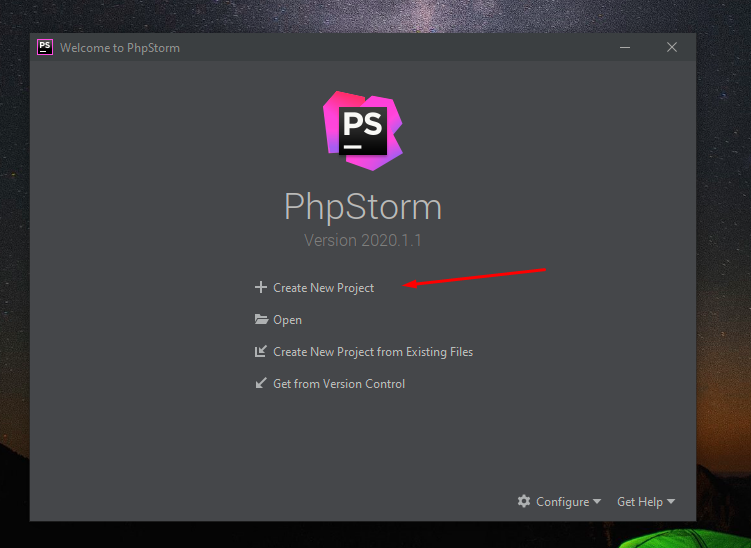 PS
Welcome to PhpStorm
PS
PhpStorm
Version 2020.1.1
Create New Project
Open
Create New Project from Existing Files
Get from Version Control
Configure
Get Help